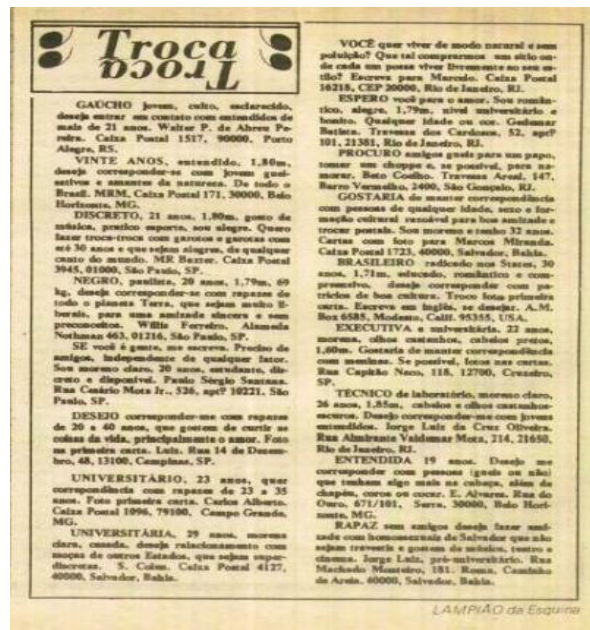 Troca
Troca
GAÚCHO jovem, culto, esclarecido,
deseja entrar em contato com entendidos de
mais de 21 anos. Walter P. de Abreu Pe-
reira. Caixa Postal 1517, 90000, Porto
Alegre, RS.
VINTE ANOS, entendido, 1,80m,
deseja corresponder-se com jovem guei-
sativos e amantes da natureza. De todo o
Brasil. MRM, Caixa Postal 171, 30000, Belo
Horizonte, MG.
DISCRETO, 21 anos, 1,80m, gosto de
música, pratico esporte, sou alegre. Quero
fazer troca-troca com garotos e garotas com
até 30 anos e que sejam alegres, de qualquer
canto do mundo. MR Bazer. Caixa Postal
3945, 01000, São Paulo, SP.
NEGRO, paulista, 20 anos, 1,79m, 69
kg, deseja corresponder-se com rapazes de
todo o planeta Terra, que sejam muito li-
berais, para uma amizade sincera e sem
preconceitos. Willis Ferreira. Alameda
Nothman 463, 01216, São Paulo, SP.
SE você é gente, me escreva. Preciso de
amigos, independente de qualquer fator.
Sou moreno claro, 20 anos, estudante, dis-
creto e disponível. Paulo Sérgio Santana.
Rua Cesário Mota Jr., 526, aptº 10221, São
Paulo, SP.
DESEJO corresponder-me com rapazes
de 20 a 40 anos, que gostem de curtir as
coisas da vida, principalmente o amor. Foto
na primeira carta. Luis. Rua 14 de Dezem-
bro, 48, 13100, Campinas, SP.
UNIVERSITÁRIO, 23 anos, quer
correspondência com rapazes de 23 a 35
anos. Foto primeira carta. Carlos Alberto.
Caixa Postal 1096, 79100, Campo Grande,
MG.
UNIVERSITÁRIA, 29 anos, morena
clara, casada, deseja relacionamento com
moças de outros Estados, que sejam super-
discretas. S. Coim. Caixa Postal 4127,
40000, Salvador, Bahia.
VOCÊ quer viver de modo natural e sem
poluição? Que tal comprarmos um sítio on-
de cada um possa viver livremente no seu es-
tilo? Escreva para Marcelo. Caixa Postal
16218, CEP 20000, Rio de Janeiro, RJ.
ESPERO você para o amor. Sou român-
tico, alegre, 1,79m, nível universitário e
bonito. Qualquer idade ou cor. Gedemar
Batista. Travessa dos Cardosos, 52, aptº
101, 21381, Rio de Janeiro, RJ.
PROCURO amigos gueis para um papo,
tomar um choppe e, se possível, para na-
morar. Beto Coelho. Travessa Areal, 147,
Barro Vermelho, 2400, São Gonçalo, RJ.
GOSTARIA de manter correspondência
com pessoas de qualquer idade, sexo e for-
mação cultural razoável para boa amizade e
trocar postais. Sou moreno e tenho 32 anos.
Cartas com foto para Marcos Miranda.
Caixa Postal 1723, 40000, Salvador, Bahia.
BRASILEIRO radicado nos States, 30
anos, 1,71m, educado, romântico e com-
preensivo, deseja corresponder com pa-
trícios de boa cultura. Troco fotos primeira
carta. Escreva em inglês, se desejar. A.M.
Box 6585, Modesto, Calif. 95355, USA.
EXECUTIVA e universitária. 22 anos,
morena, olhos castanhos, cabelos pretos,
1,60m. Gostaria de manter correspondência
com meninas. Se possível, fotos nas cartas.
Rua Capitão Neco, 118, 12700, Cruzeiro,
SP.
TÉCNICO de laboratório, moreno claro,
26 anos, 1,85m, cabelos e olhos castanhos-
escuros. Desejo corresponder-me com jovens
entendidos. Jorge Luiz da Cruz Oliveira.
Rua Almirante Valdemar Mota, 214, 21650,
Rio de Janeiro, RJ.
ENTENDIDA 19 anos. Desejo me
corresponder com pessoas (gueis ou não)
que tenham algo mais na cabeça, além de
chapéu, coroa ou cocar. E. Alvarez. Rua do
Ouro, 671/101, Serra, 30000, Belo Hori-
zonte, MG.
RAPAZ sem amigos deseja fazer ami-
zade com homossexuais de Salvador que não
sejam travestis e gostem de música, teatro e
cinema. Jorge Luiz, pré-universitário. Rua
Machado Monteiro, 181. Roma, Caminho
de Areia. 40000, Salvador, Bahia.
LAMPIÃO da Esquina